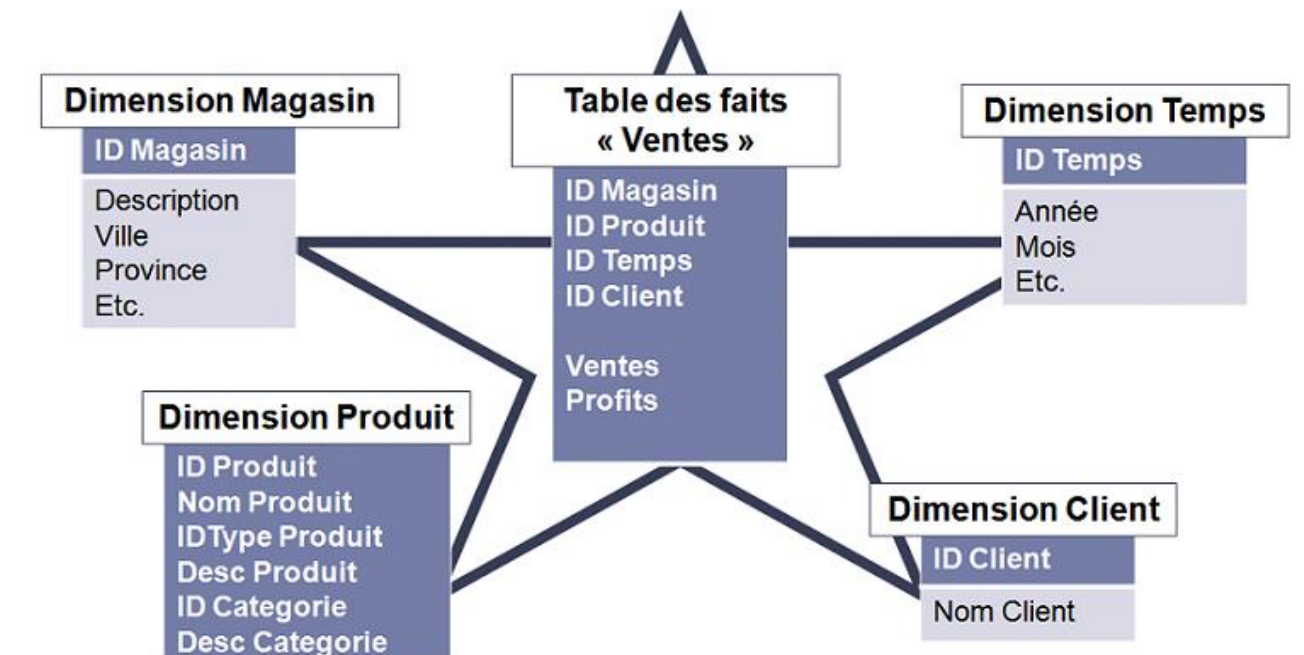 Dimension Magasin
ID Magasin
Description
Ville
Province
Etc.
Table des faits
« Ventes »
ID Magasin
ID Produit
ID Temps
ID Client
Ventes
Profits
Dimension Temps
ID Temps
Année
Mois
Etc.
Dimension Produit
ID Produit
Nom Produit
IDType Produit
Desc Produit
ID Categorie
Desc Categorie
Dimension Client
ID Client
Nom Client